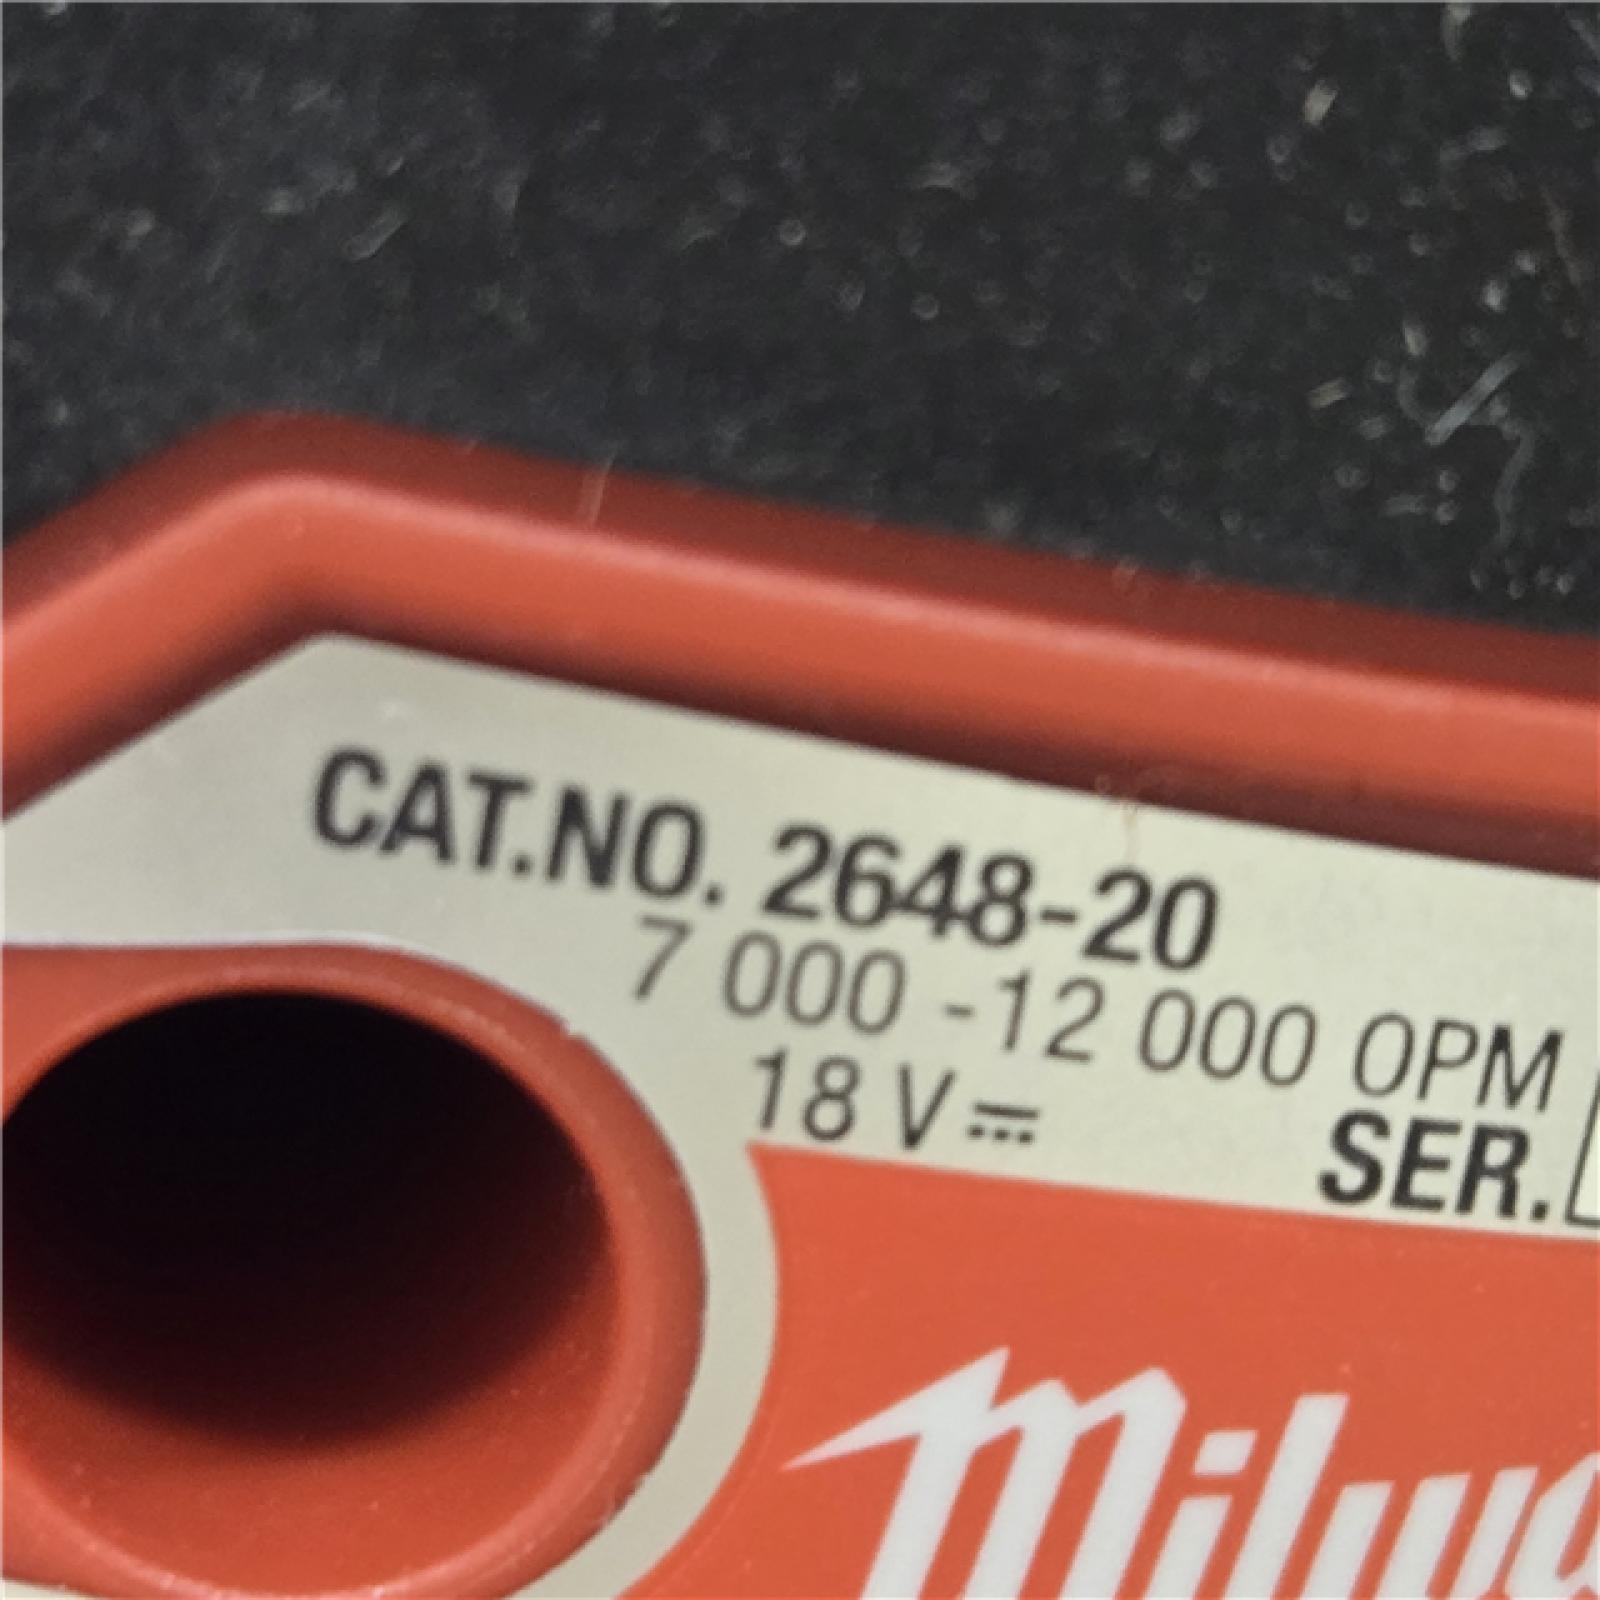 CAT.NO. 2648-20
7 000 -12 000 OPM
18 V⎓
SER.